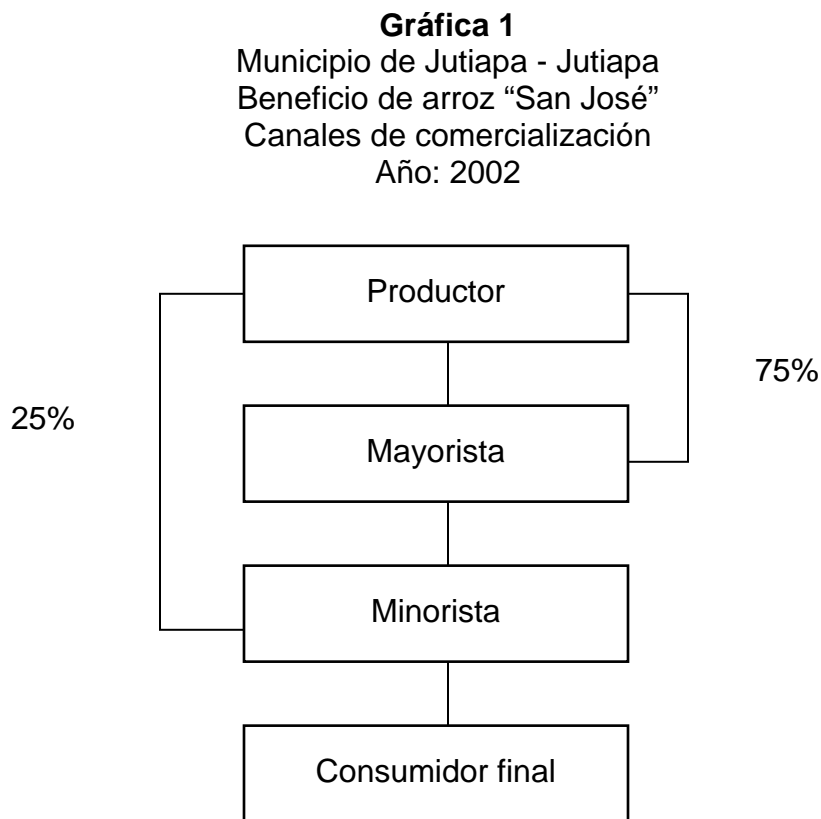 Gráfica 1
Municipio de Jutiapa - Jutiapa
Beneficio de arroz “San José”
Canales de comercialización
Año: 2002
Productor
75%
25%
Mayorista
Minorista
Consumidor final